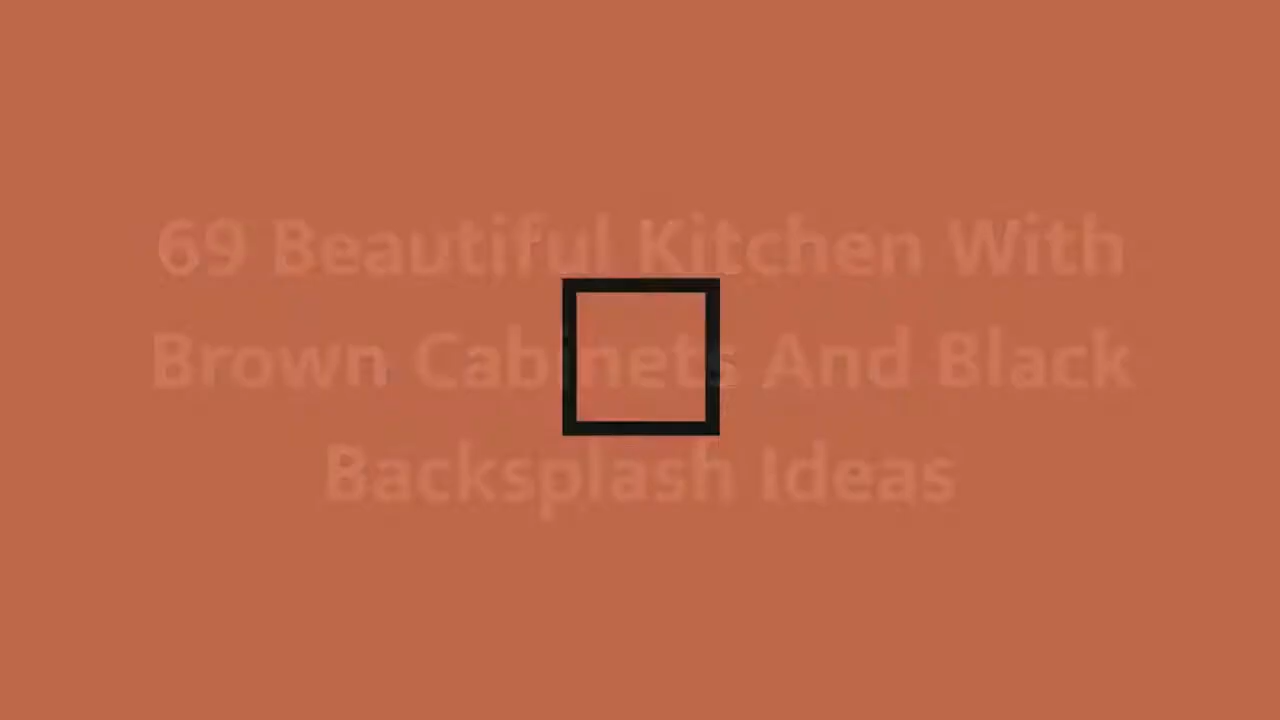 69 Beautiful Kitchen With
Brown Cabinets And Black
Backsplash Ideas